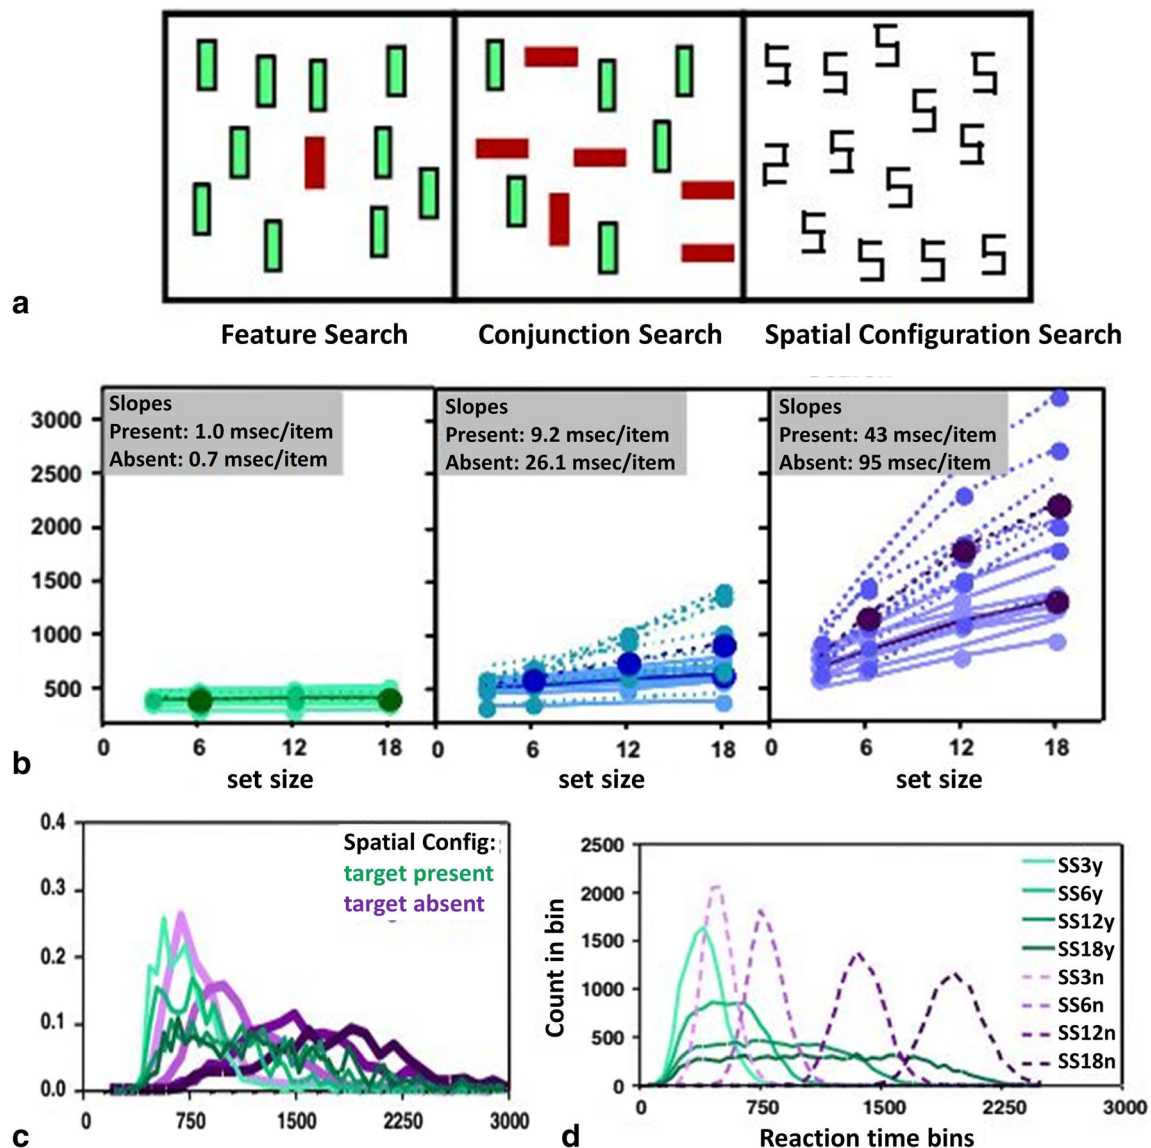 a
Feature Search
Conjunction Search
Spatial Configuration Search
Slopes
Present: 1.0 msec/item
Absent: 0.7 msec/item
Slopes
Present: 9.2 msec/item
Absent: 26.1 msec/item
Slopes
Present: 43 msec/item
Absent: 95 msec/item
3000
2500
2000
1500
1000
500
0 6 12 18
0 6 12 18
0 6 12 18
set size
set size
set size
b
0.4
0.3
0.2
0.1
0.0
Spatial Config:
target present
target absent
0 750 1500 2250 3000
c
2500
2000
1500
1000
500
0
Count in bin
SS3y
SS6y
SS12y
SS18y
SS3n
SS6n
SS12n
SS18n
0 750 1500 2250 3000
Reaction time bins
d